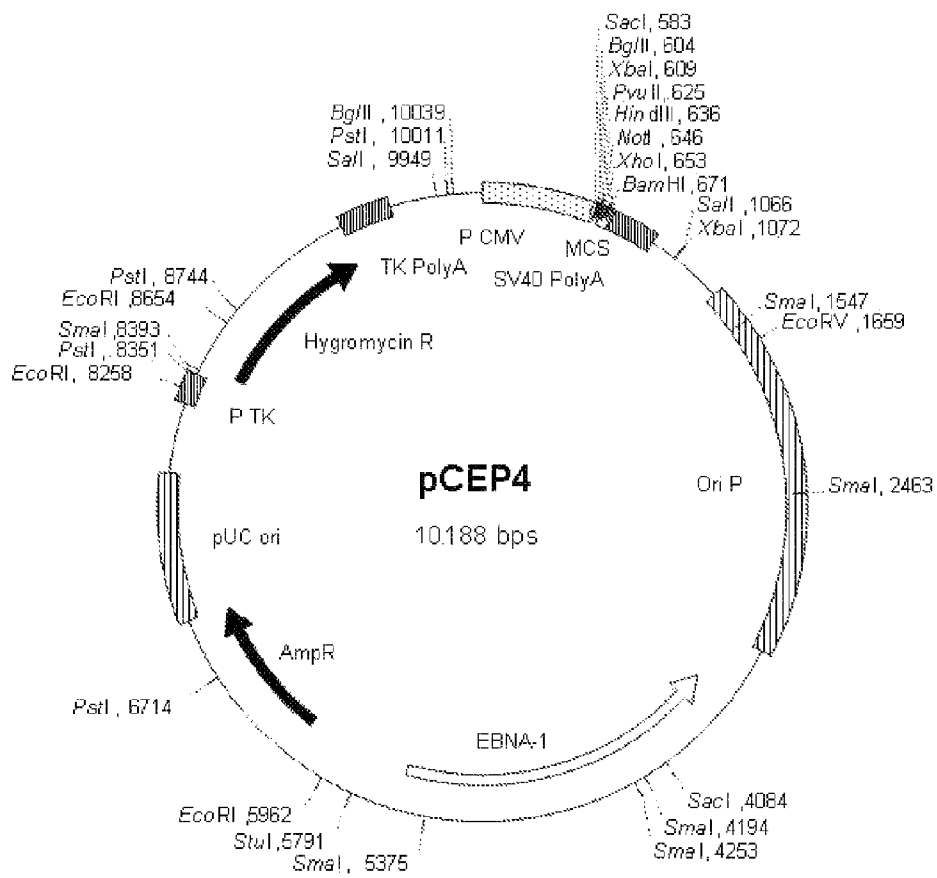 SacI, 583
BglII, 604
XbaI, 609
PvuII, 625
HindIII, 636
NotI, 646
XhoI, 653
BamHI, 671
SalI, 1066
XbaI, 1072
BglII, 10039
PstI, 10011
SalI, 9949
P CMV
MCS
TK PolyA
SV40 PolyA
PstI, 8744
EcoRI, 8654
SmaI, 8393
PstI, 8351
EcoRI, 8258
Hygromycin R
P TK
SmaI, 1547
EcoRV, 1659
pCEP4
10.188 bps
Ori P
SmaI, 2463
pUC ori
AmpR
PstI, 6714
EBNA-1
EcoRI, 5962
StuI, 5791
SmaI, 5375
SacI, 4084
SmaI, 4194
SmaI, 4253